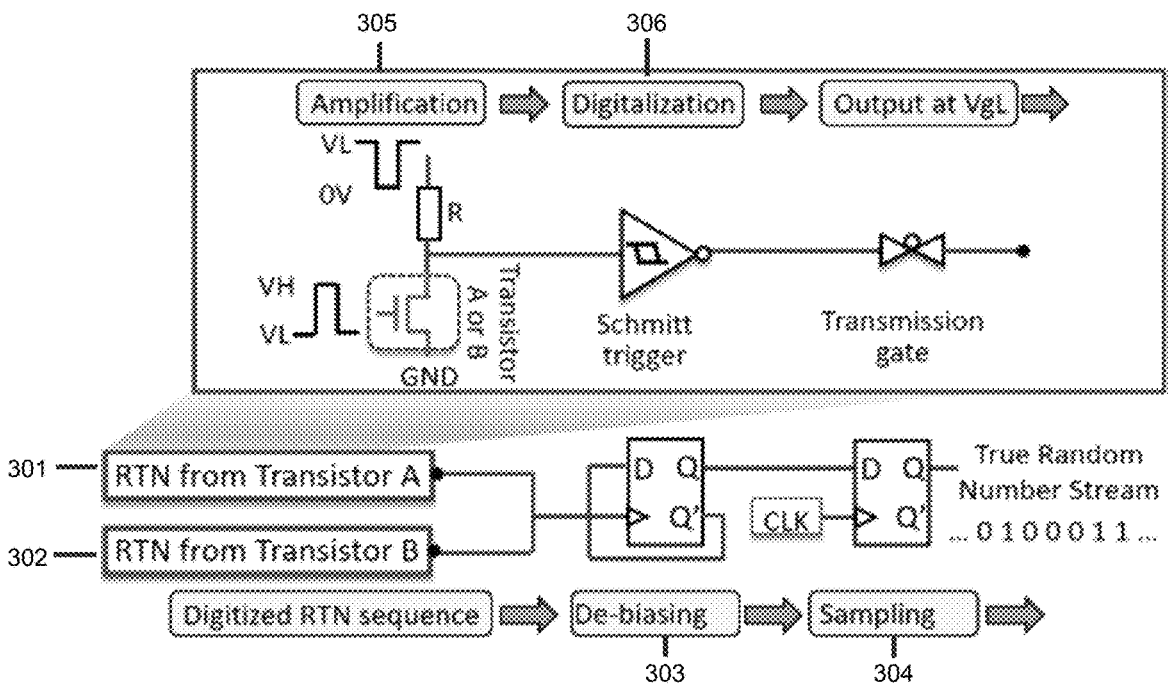 305
306
Amplification
Digitalization
Output at VgL
VL
0V
R
VH
VL
Transistor
A or B
GND
Schmitt
trigger
Transmission
gate
301
RTN from Transistor A
302
RTN from Transistor B
D Q
Q'
CLK
D Q
Q'
True Random
Number Stream
... 0 1 0 0 0 1 1 ...
Digitized RTN sequence
De-biasing
Sampling
303
304